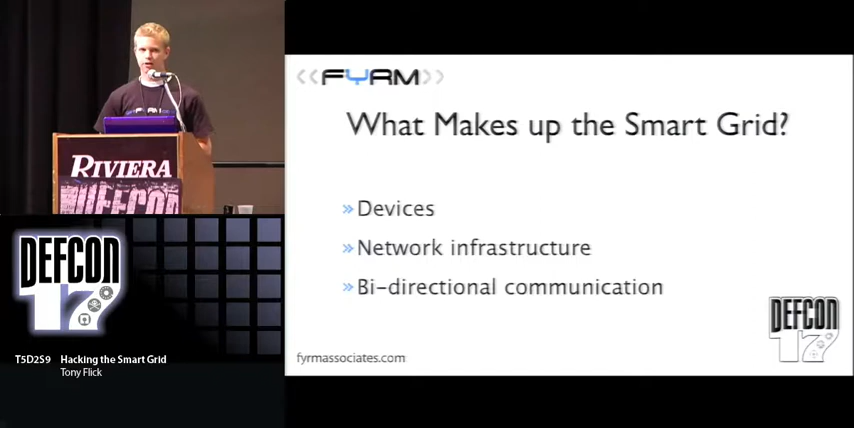 RIVIERA
DEFCON
DEFCON
17
T5D2S9 Hacking the Smart Grid
Tony Flick
((FYRM))
What Makes up the Smart Grid?
» Devices
» Network infrastructure
» Bi-directional communication
fyrmassociates.com
DEFCON
17